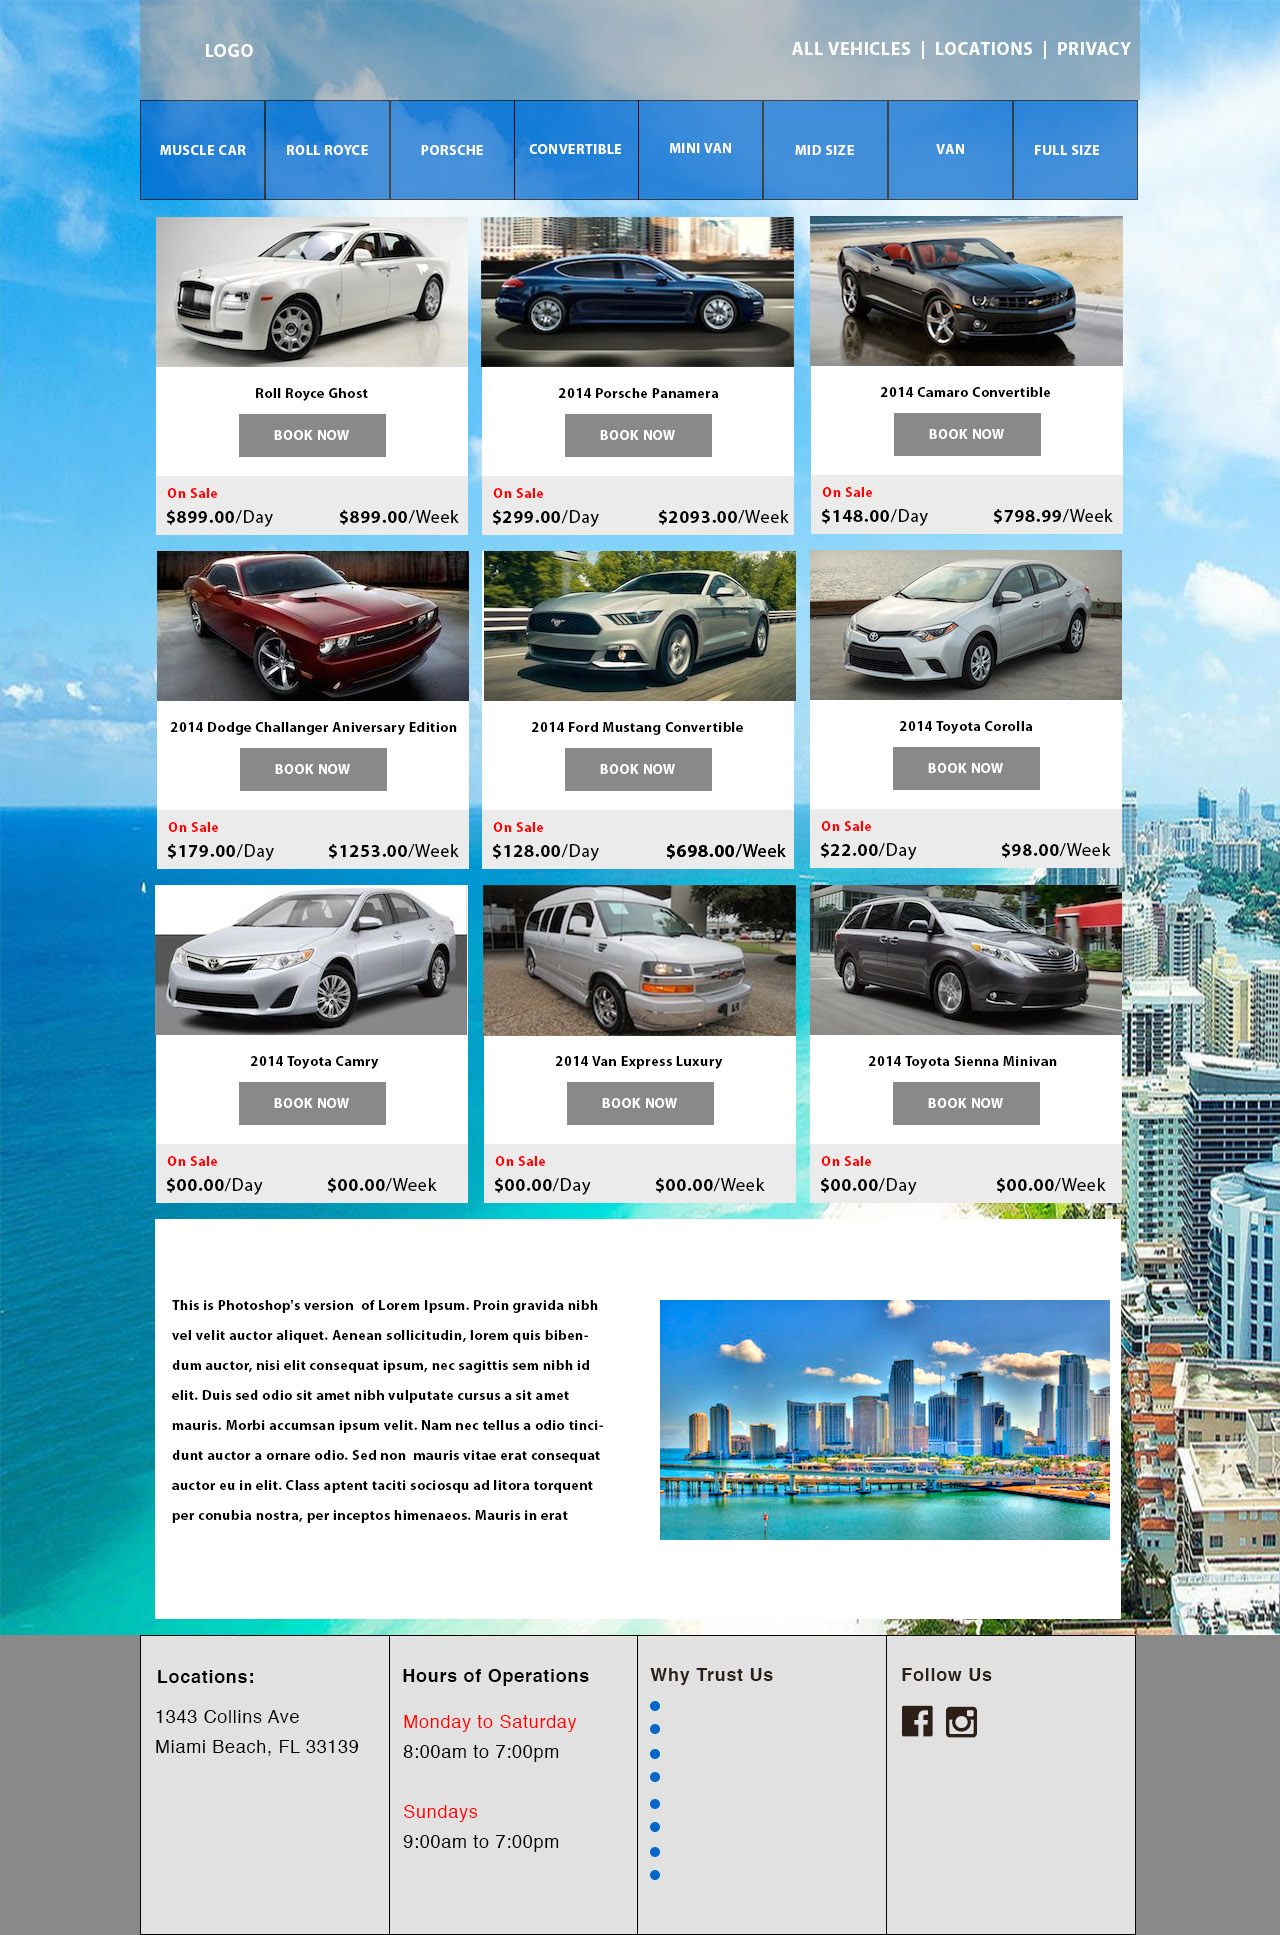 LOGO
ALL VEHICLES | LOCATIONS | PRIVACY
MUSCLE CAR ROLL ROYCE PORSCHE CONVERTIBLE MINI VAN MID SIZE VAN FULL SIZE
Roll Royce Ghost
BOOK NOW
On Sale
$899.00/Day $899.00/Week
2014 Porsche Panamera
BOOK NOW
On Sale
$299.00/Day $2093.00/Week
2014 Camaro Convertible
BOOK NOW
On Sale
$148.00/Day $798.99/Week
2014 Dodge Challanger Aniversary Edition
BOOK NOW
On Sale
$179.00/Day $1253.00/Week
2014 Ford Mustang Convertible
BOOK NOW
On Sale
$128.00/Day $698.00/Week
2014 Toyota Corolla
BOOK NOW
On Sale
$22.00/Day $98.00/Week
2014 Toyota Camry
BOOK NOW
On Sale
$00.00/Day $00.00/Week
2014 Van Express Luxury
BOOK NOW
On Sale
$00.00/Day $00.00/Week
2014 Toyota Sienna Minivan
BOOK NOW
On Sale
$00.00/Day $00.00/Week
This is Photoshop's version  of Lorem Ipsum. Proin gravida nibh
vel velit auctor aliquet. Aenean sollicitudin, lorem quis biben-
dum auctor, nisi elit consequat ipsum, nec sagittis sem nibh id
elit. Duis sed odio sit amet nibh vulputate cursus a sit amet
mauris. Morbi accumsan ipsum velit. Nam nec tellus a odio tinci-
dunt auctor a ornare odio. Sed non  mauris vitae erat consequat
auctor eu in elit. Class aptent taciti sociosqu ad litora torquent
per conubia nostra, per inceptos himenaeos. Mauris in erat
Locations:
1343 Collins Ave
Miami Beach, FL 33139
Hours of Operations
Monday to Saturday
8:00am to 7:00pm
Sundays
9:00am to 7:00pm
Why Trust Us
Follow Us